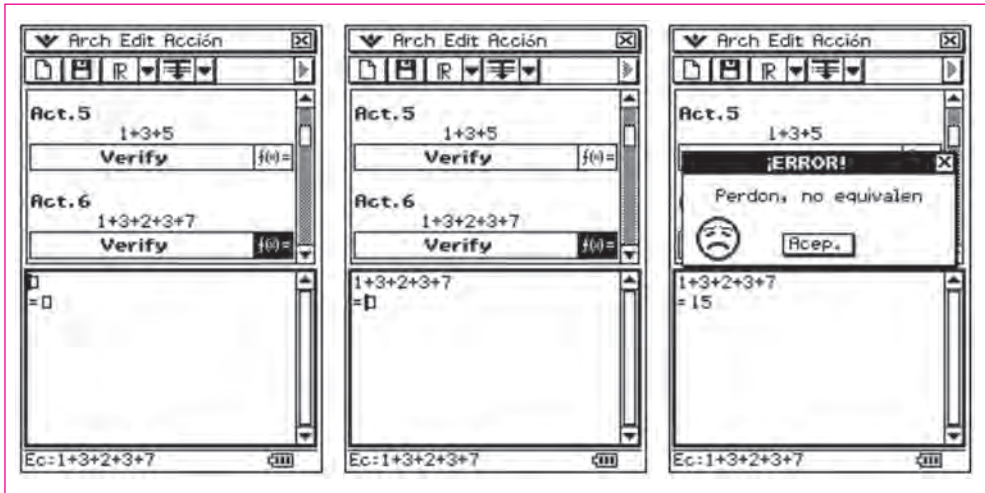 Arch Edit Acción
Act.5
1+3+5
Verify
f(x)=
Act.6
1+3+2+3+7
Verify
f(x)=
=
Ec:1+3+2+3+7
Arch Edit Acción
Act.5
1+3+5
Verify
f(x)=
Act.6
1+3+2+3+7
Verify
f(x)=
1+3+2+3+7
=
Ec:1+3+2+3+7
Arch Edit Acción
Act.5
1+3+5
¡ERROR!
Perdon, no equivalen
Acep.
1+3+2+3+7
=15
Ec:1+3+2+3+7